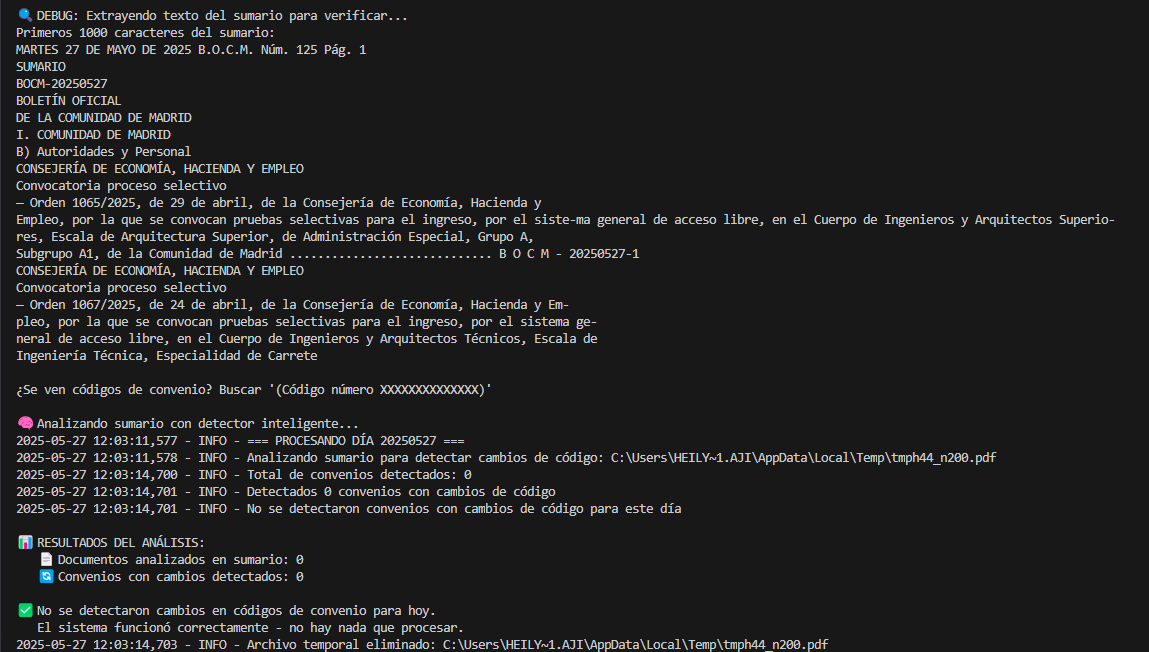 DEBUG: Extrayendo texto del sumario para verificar...
Primeros 1000 caracteres del sumario:
MARTES 27 DE MAYO DE 2025 B.O.C.M. Núm. 125 Pág. 1
SUMARIO
BOCM-20250527
BOLETÍN OFICIAL
DE LA COMUNIDAD DE MADRID
I. COMUNIDAD DE MADRID
B) Autoridades y Personal
CONSEJERÍA DE ECONOMÍA, HACIENDA Y EMPLEO
Convocatoria proceso selectivo
– Orden 1065/2025, de 29 de abril, de la Consejería de Economía, Hacienda y
Empleo, por la que se convocan pruebas selectivas para el ingreso, por el siste-ma general de acceso libre, en el Cuerpo de Ingenieros y Arquitectos Superio-
res, Escala de Arquitectura Superior, de Administración Especial, Grupo A,
Subgrupo A1, de la Comunidad de Madrid ............................. B O C M - 20250527-1
CONSEJERÍA DE ECONOMÍA, HACIENDA Y EMPLEO
Convocatoria proceso selectivo
– Orden 1067/2025, de 24 de abril, de la Consejería de Economía, Hacienda y Em-
pleo, por la que se convocan pruebas selectivas para el ingreso, por el sistema ge-
neral de acceso libre, en el Cuerpo de Ingenieros y Arquitectos Técnicos, Escala de
Ingeniería Técnica, Especialidad de Carrete
¿Se ven códigos de convenio? Buscar '(Código número XXXXXXXXXXXXXX)'
Analizando sumario con detector inteligente...
2025-05-27 12:03:11,577 - INFO - === PROCESANDO DÍA 20250527 ===
2025-05-27 12:03:11,578 - INFO - Analizando sumario para detectar cambios de código: C:\Users\HEILY~1.AJI\AppData\Local\Temp\tmph44_n200.pdf
2025-05-27 12:03:14,700 - INFO - Total de convenios detectados: 0
2025-05-27 12:03:14,701 - INFO - Detectados 0 convenios con cambios de código
2025-05-27 12:03:14,701 - INFO - No se detectaron convenios con cambios de código para este día
RESULTADOS DEL ANÁLISIS:
Documentos analizados en sumario: 0
Convenios con cambios detectados: 0
No se detectaron cambios en códigos de convenio para hoy.
El sistema funcionó correctamente - no hay nada que procesar.
2025-05-27 12:03:14,703 - INFO - Archivo temporal eliminado: C:\Users\HEILY~1.AJI\AppData\Local\Temp\tmph44_n200.pdf